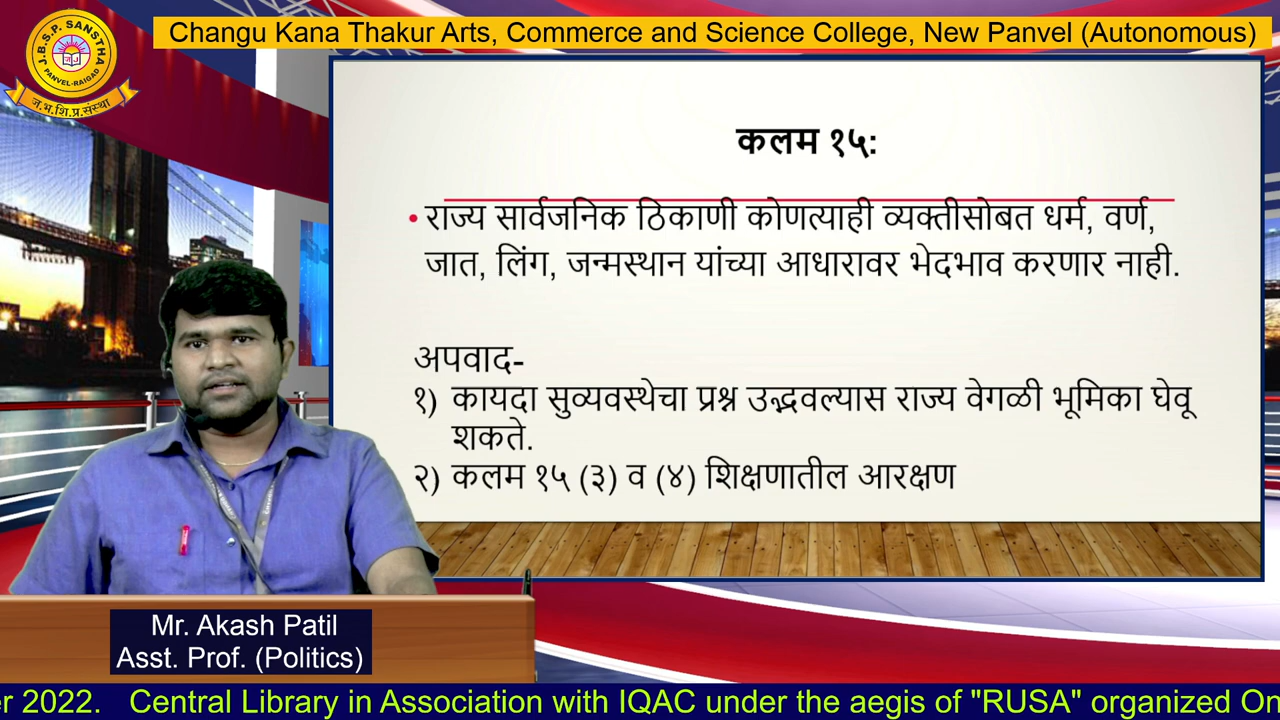 Changu Kana Thakur Arts, Commerce and Science College, New Panvel (Autonomous)
J.B.S.P. SANSTHA
PANVEL-RAIGAD
ज.भ.शि.प्र.संस्था
कलम १५:
• राज्य सार्वजनिक ठिकाणी कोणत्याही व्यक्तीसोबत धर्म, वर्ण,
जात, लिंग, जन्मस्थान यांच्या आधारावर भेदभाव करणार नाही.
अपवाद-
१) कायदा सुव्यवस्थेचा प्रश्न उद्भवल्यास राज्य वेगळी भूमिका घेवू
शकते.
२) कलम १५ (३) व (४) शिक्षणातील आरक्षण
Mr. Akash Patil
Asst. Prof. (Politics)
er 2022. Central Library in Association with IQAC under the aegis of "RUSA" organized On